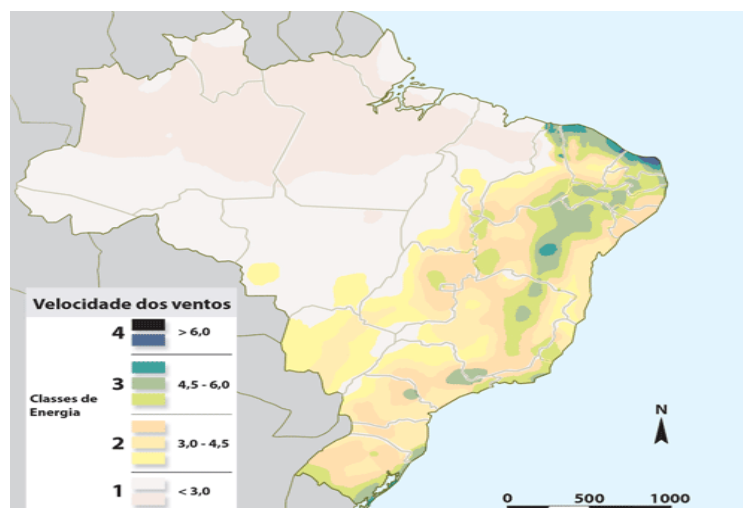 Velocidade dos ventos
4 > 6,0
3 4,5 - 6,0
Classes de
Energia
2 3,0 - 4,5
1 < 3,0
N
0 500 1000